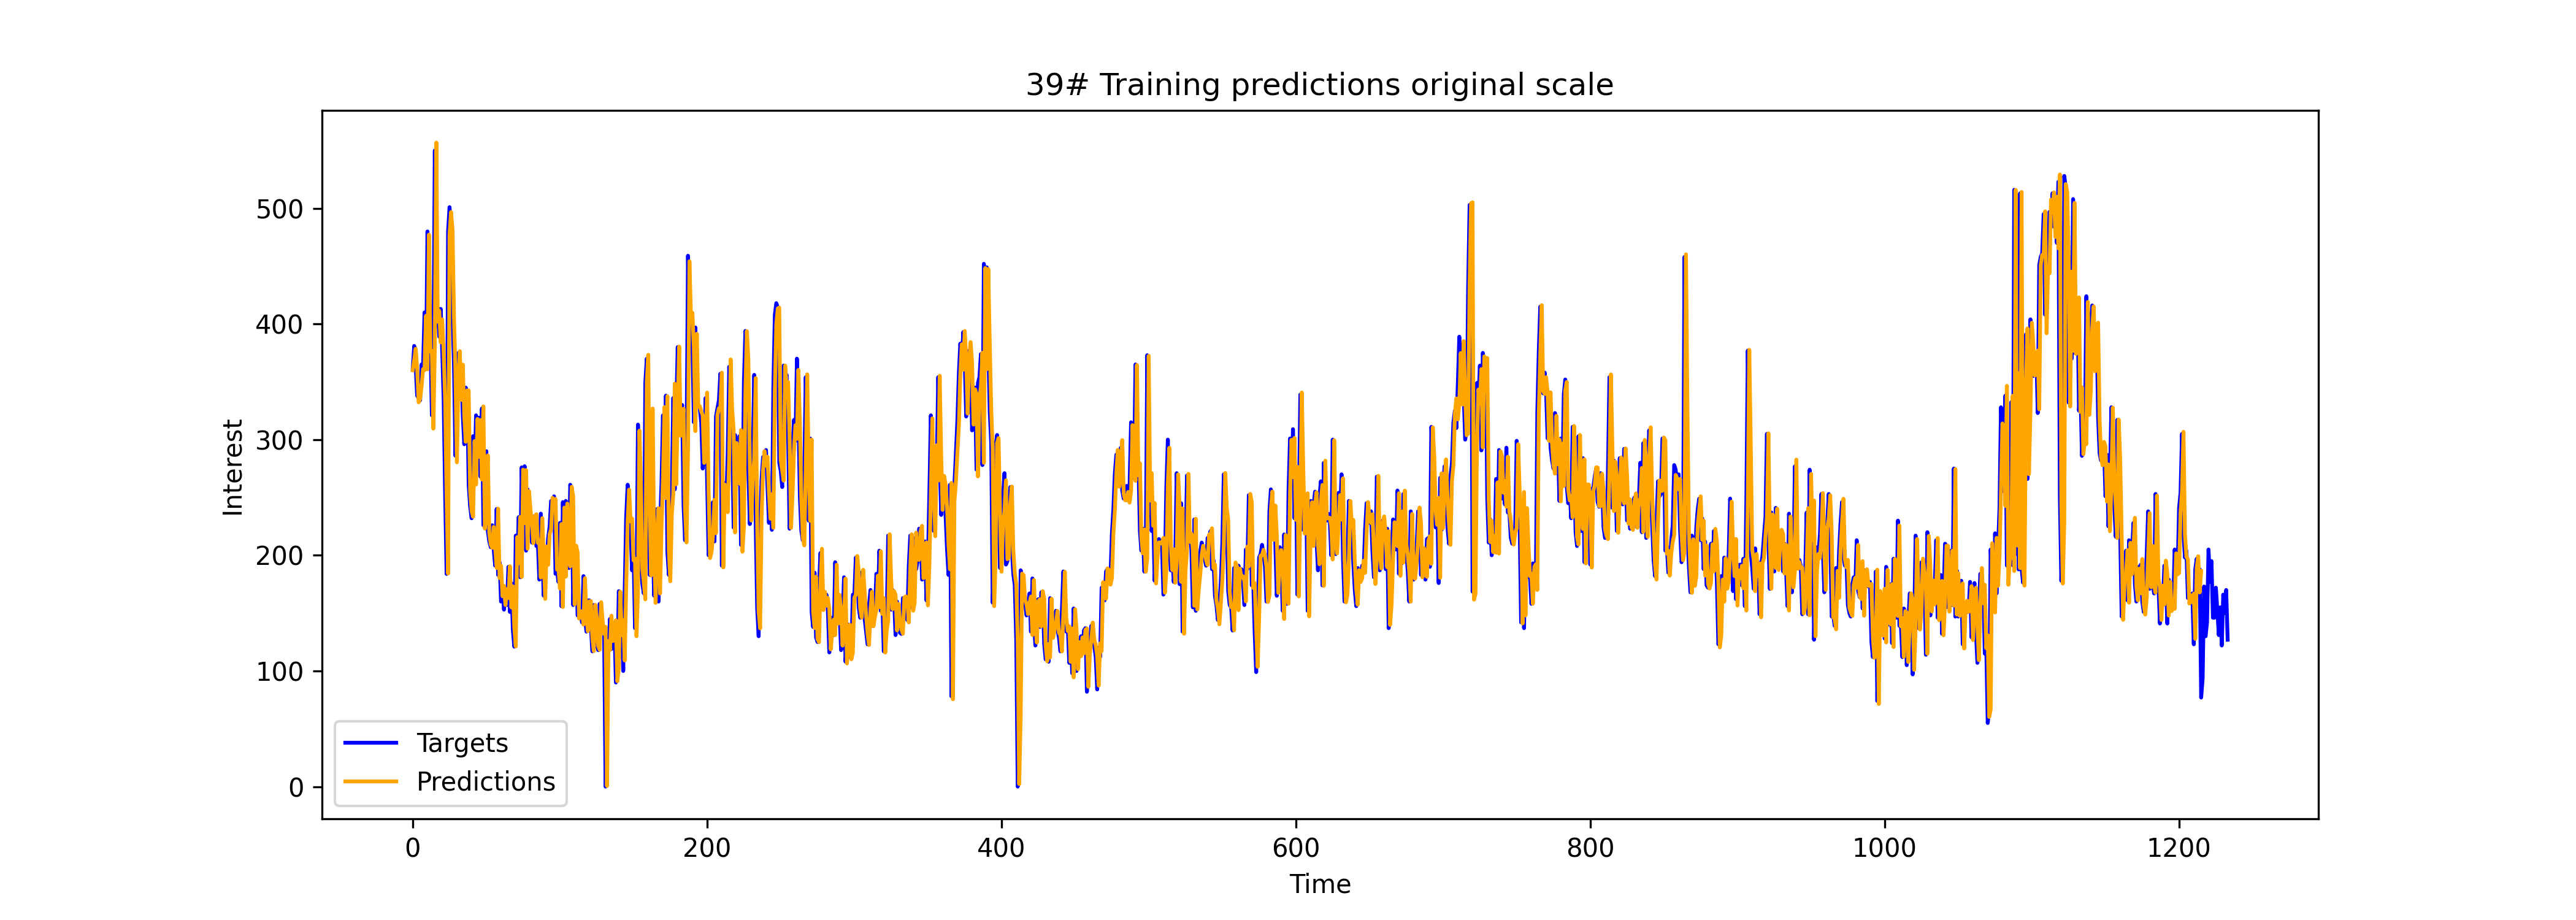 39# Training predictions original scale
Interest
500
400
300
200
100
0
Targets
Predictions
0 200 400 600 800 1000 1200
Time